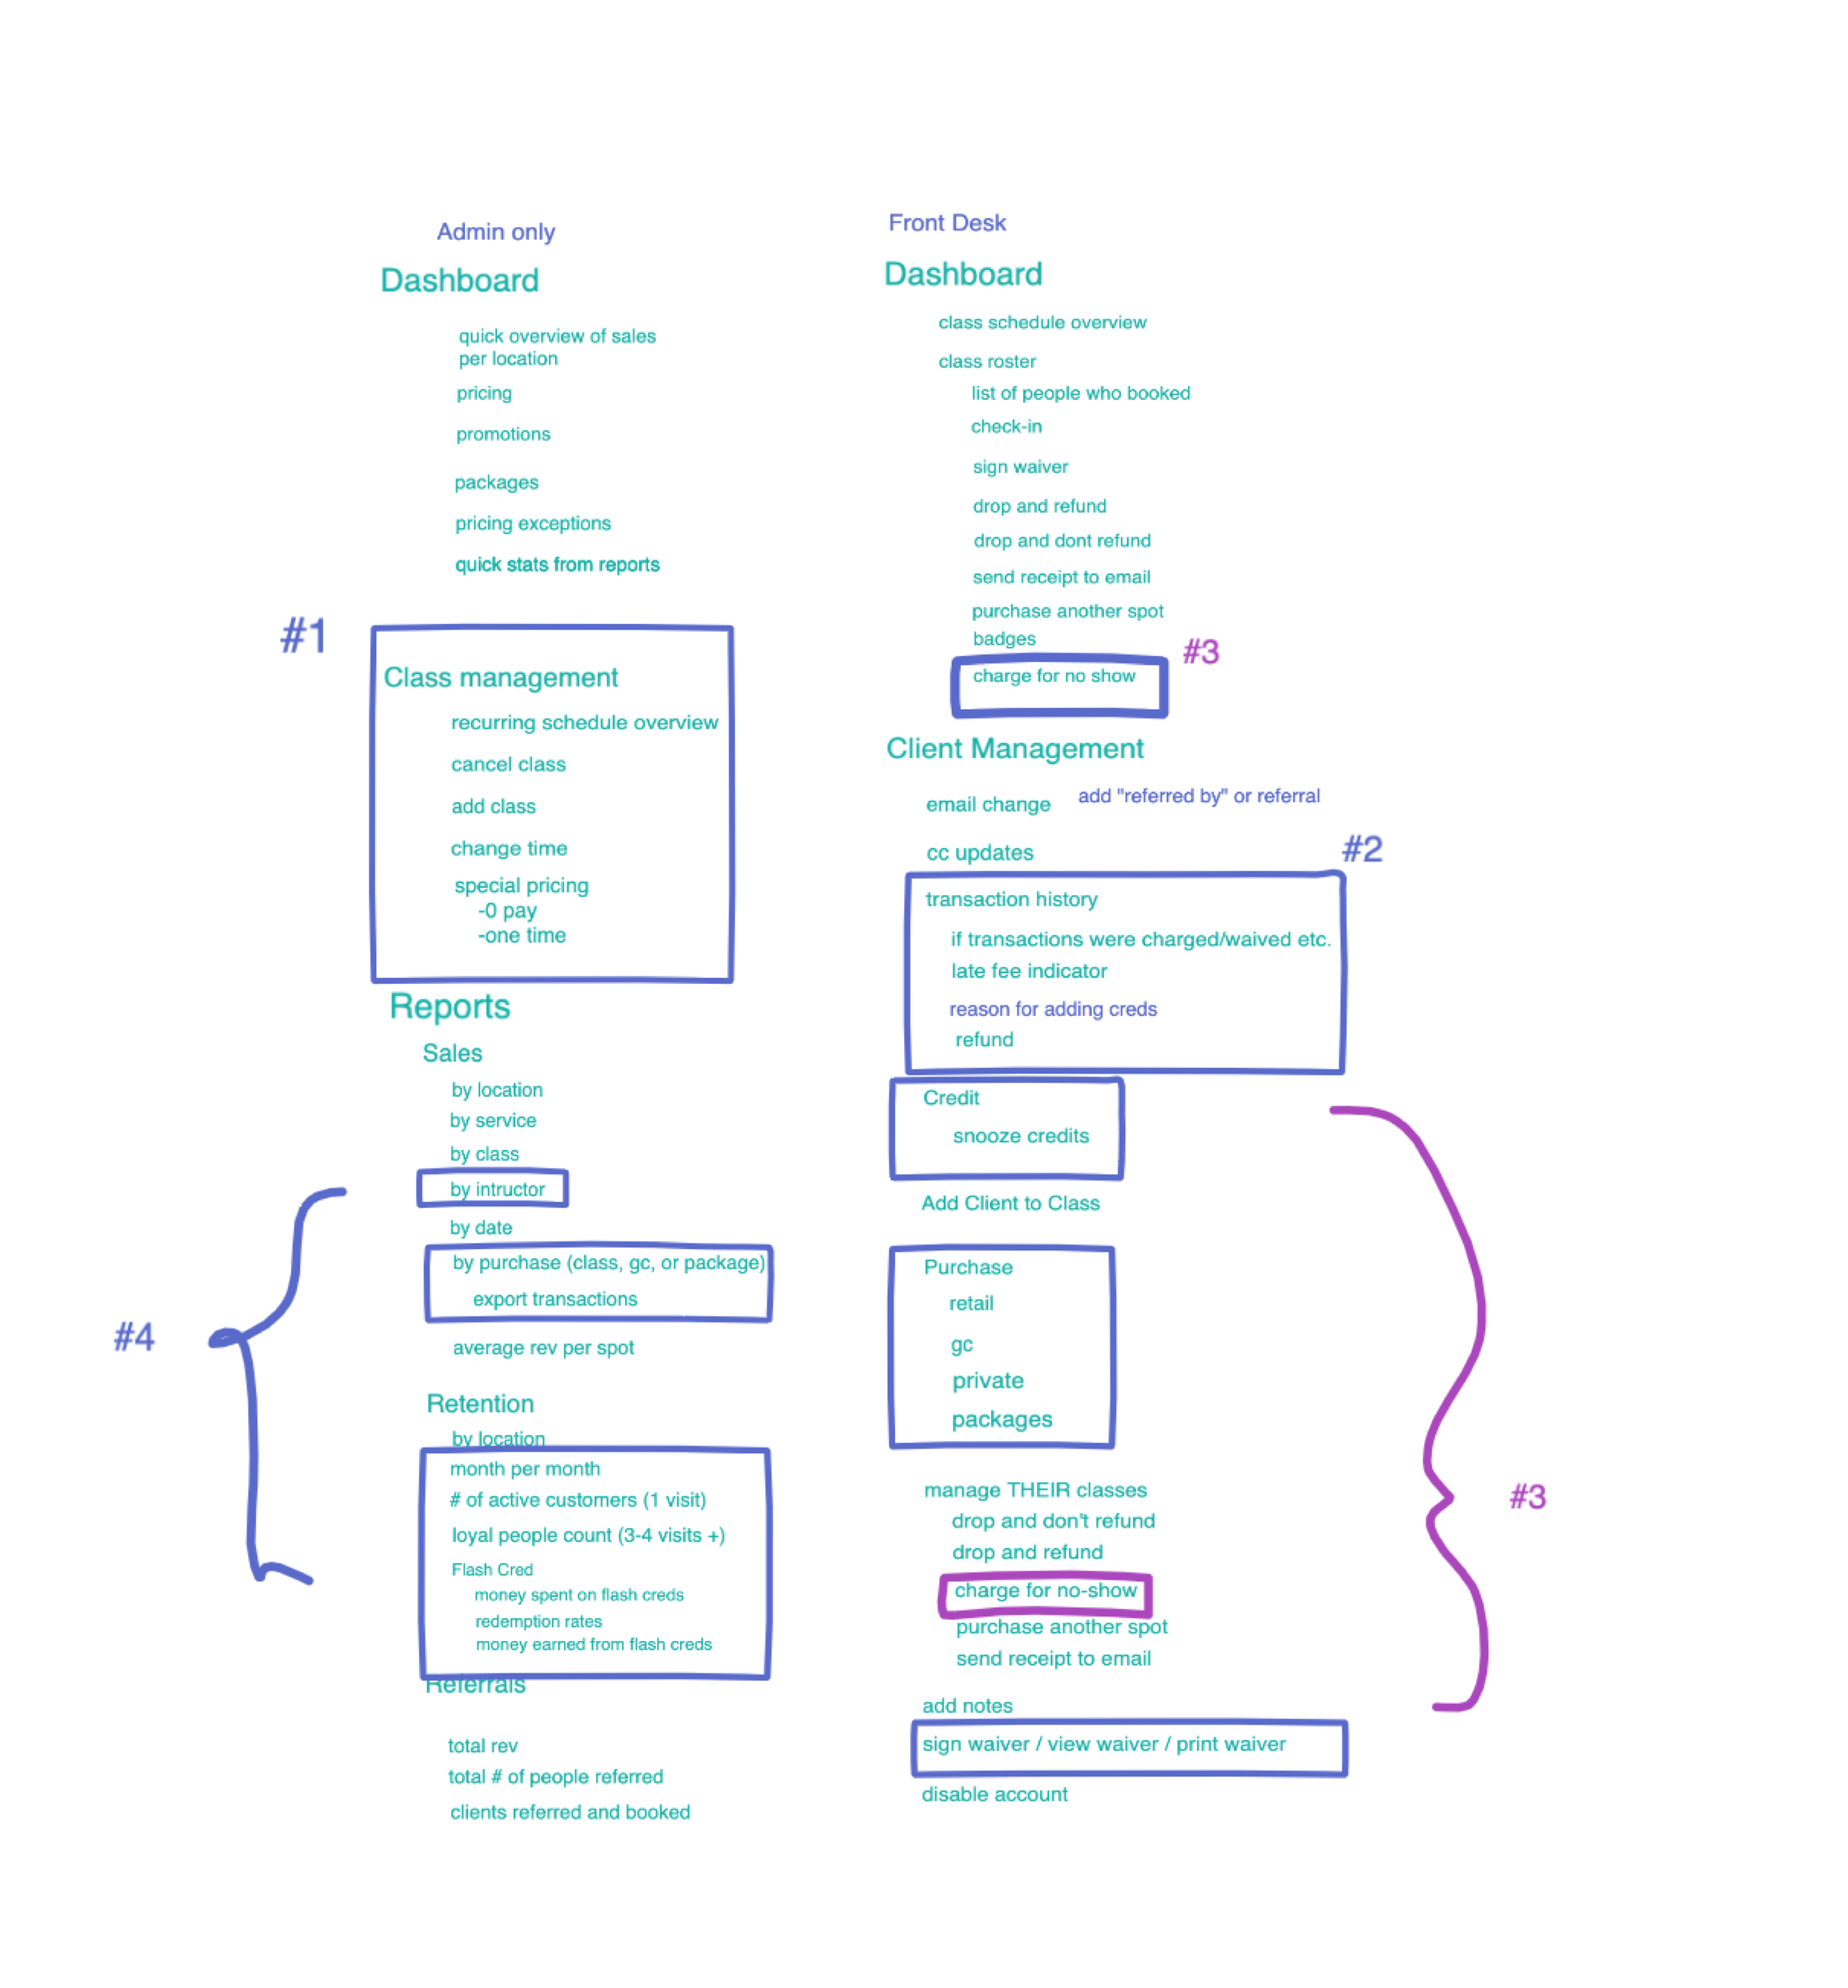 Admin only
Dashboard
quick overview of sales
per location
pricing
promotions
packages
pricing exceptions
quick stats from reports
#1
Class management
recurring schedule overview
cancel class
add class
change time
special pricing
-0 pay
-one time
Reports
Sales
by location
by service
by class
by intructor
by date
by purchase (class, gc, or package)
export transactions
average rev per spot
#4
Retention
by location
month per month
# of active customers (1 visit)
loyal people count (3-4 visits +)
Flash Cred
money spent on flash creds
redemption rates
money earned from flash creds
Referrals
total rev
total # of people referred
clients referred and booked
Front Desk
Dashboard
class schedule overview
class roster
list of people who booked
check-in
sign waiver
drop and refund
drop and dont refund
send receipt to email
purchase another spot
badges
#3
charge for no show
Client Management
email change
add "referred by" or referral
cc updates
#2
transaction history
if transactions were charged/waived etc.
late fee indicator
reason for adding creds
refund
Credit
snooze credits
Add Client to Class
Purchase
retail
gc
private
packages
manage THEIR classes
drop and don't refund
drop and refund
charge for no-show
purchase another spot
send receipt to email
#3
add notes
sign waiver / view waiver / print waiver
disable account